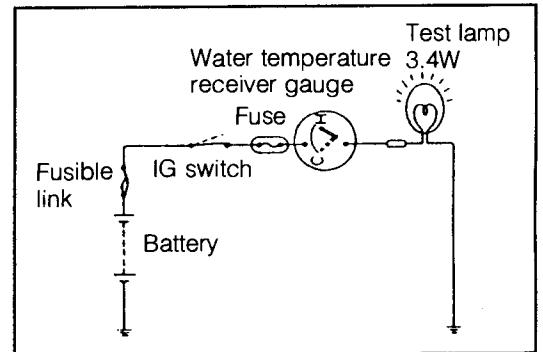 Test lamp
3.4W
Water temperature
receiver gauge
Fuse
H
C
Fusible
link
IG switch
Battery